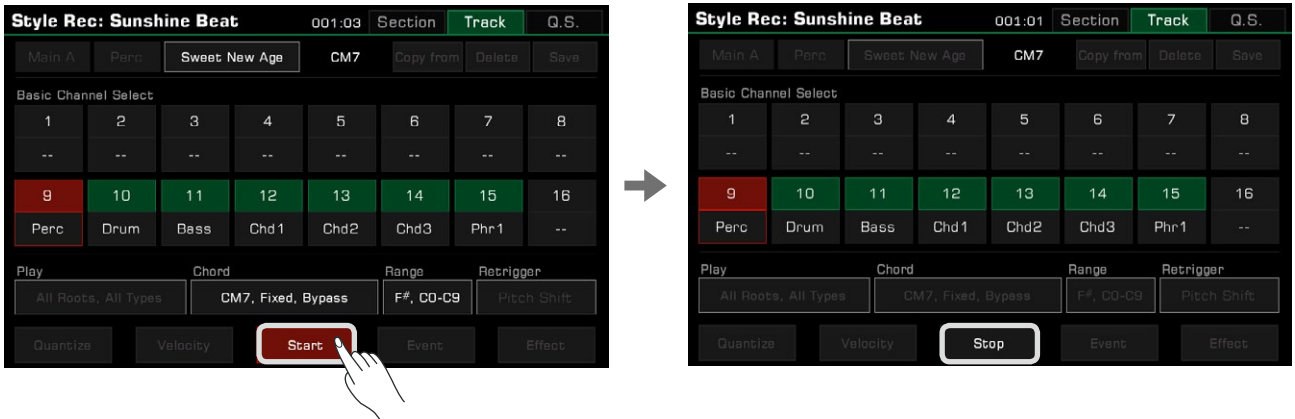 Style Rec: Sunshine Beat 001:03 Section Track Q.S.
Main A Perc Sweet New Age CM7 Copy from Delete Save
Basic Channel Select
1 2 3 4 5 6 7 8
-- -- -- -- -- -- -- --
9 10 11 12 13 14 15 16
Perc Drum Bass Chd1 Chd2 Chd3 Phr1 --
Play Chord Range Retrigger
All Roots, All Types CM7, Fixed, Bypass F#, C0-C9 Pitch Shift
Quantize Velocity Start Event Effect
Style Rec: Sunshine Beat 001:01 Section Track Q.S.
Main A Perc Sweet New Age CM7 Copy from Delete Save
Basic Channel Select
1 2 3 4 5 6 7 8
-- -- -- -- -- -- -- --
9 10 11 12 13 14 15 16
Perc Drum Bass Chd1 Chd2 Chd3 Phr1 --
Play Chord Range Retrigger
All Roots, All Types CM7, Fixed, Bypass F#, C0-C9 Pitch Shift
Quantize Velocity Stop Event Effect